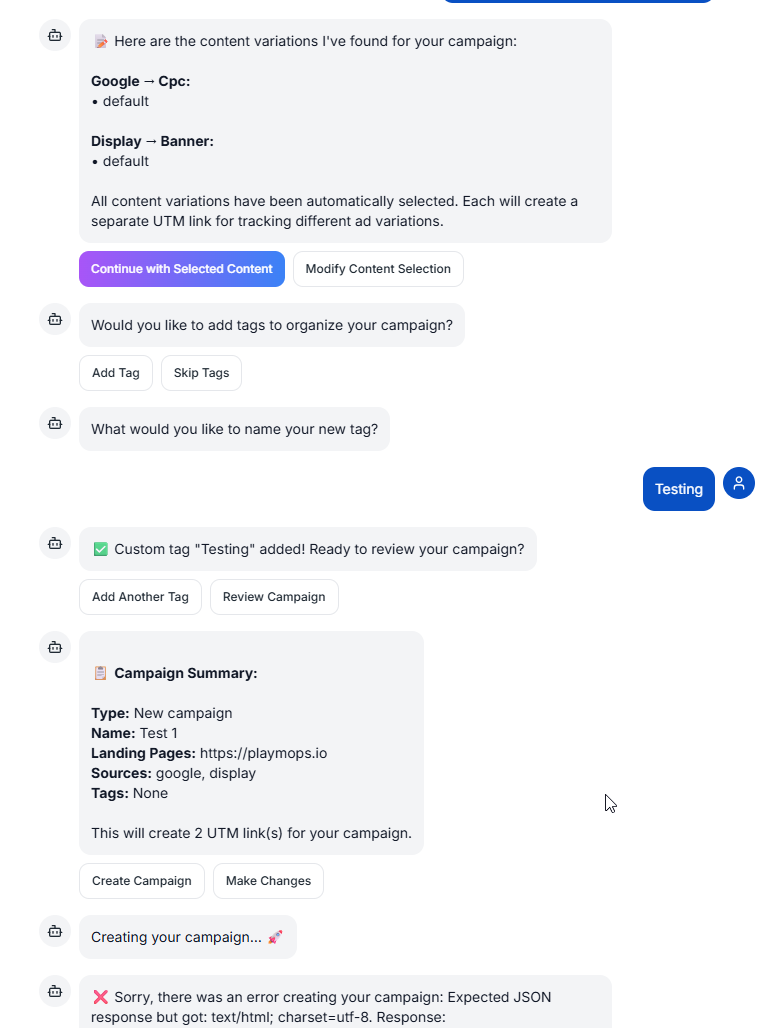 📝 Here are the content variations I've found for your campaign:
Google → Cpc:
• default
Display → Banner:
• default
All content variations have been automatically selected. Each will create a
separate UTM link for tracking different ad variations.
Continue with Selected Content
Modify Content Selection
Would you like to add tags to organize your campaign?
Add Tag
Skip Tags
What would you like to name your new tag?
Testing
✅ Custom tag "Testing" added! Ready to review your campaign?
Add Another Tag
Review Campaign
📋 Campaign Summary:
Type: New campaign
Name: Test 1
Landing Pages: https://playmops.io
Sources: google, display
Tags: None
This will create 2 UTM link(s) for your campaign.
Create Campaign
Make Changes
Creating your campaign... 🚀
❌ Sorry, there was an error creating your campaign: Expected JSON
response but got: text/html; charset=utf-8. Response: